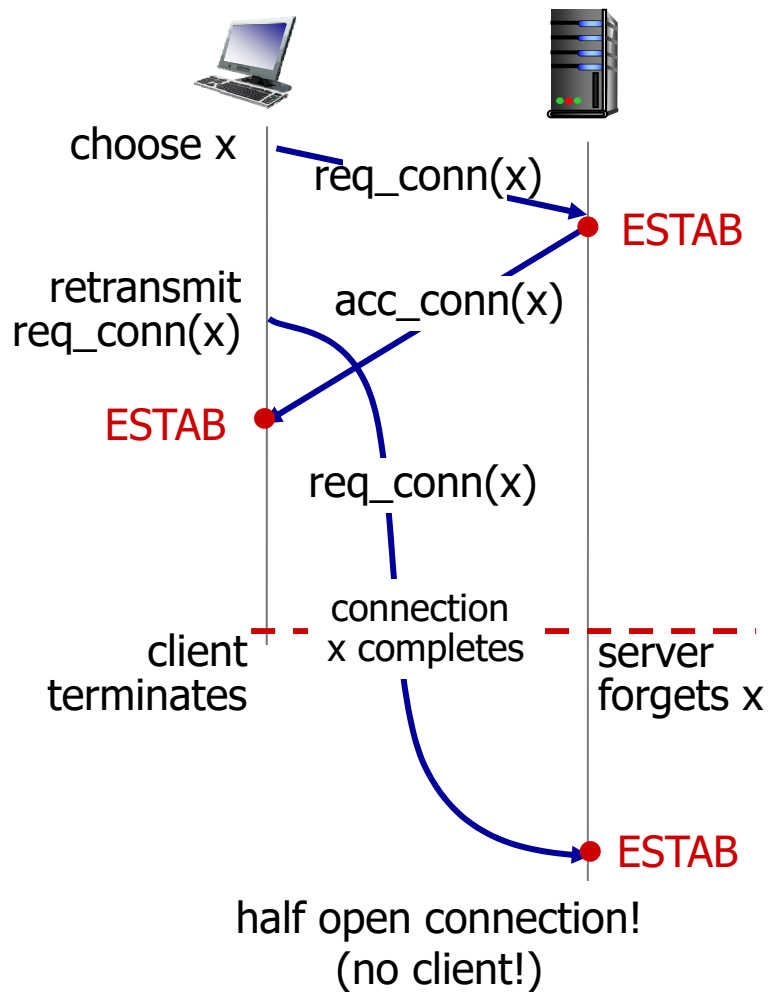 choose x
req_conn(x)
ESTAB
retransmit
req_conn(x)
acc_conn(x)
ESTAB
req_conn(x)
connection
x completes
client
terminates
server
forgets x
ESTAB
half open connection!
(no client!)